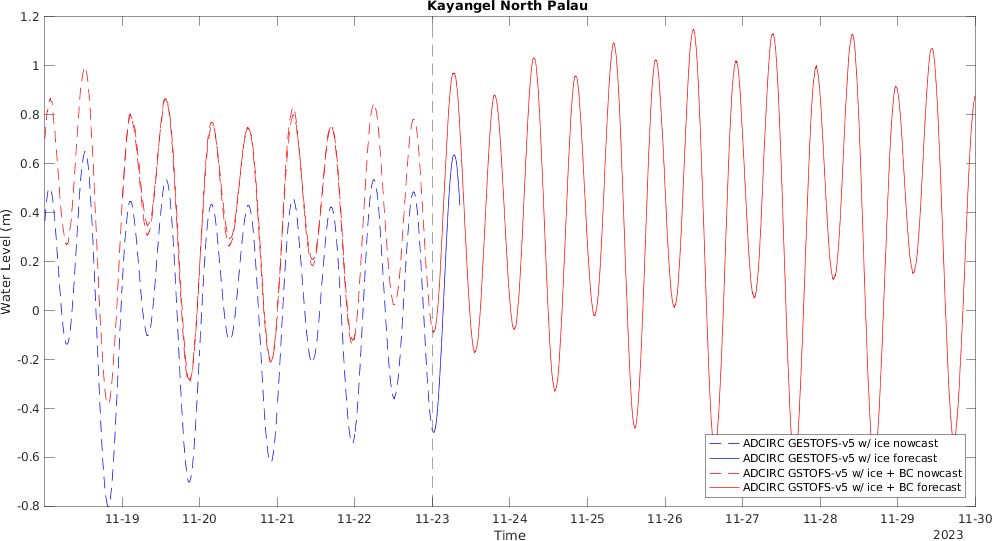 Kayangel North Palau
1.2
1
0.8
0.6
0.4
0.2
0
-0.2
-0.4
-0.6
-0.8
Water Level (m)
11-19 11-20 11-21 11-22 11-23 11-24 11-25 11-26 11-27 11-28 11-29 11-30
Time
2023
ADCIRC GESTOFS-v5 w/ ice nowcast
ADCIRC GESTOFS-v5 w/ ice forecast
ADCIRC GSTOFS-v5 w/ ice + BC nowcast
ADCIRC GSTOFS-v5 w/ ice + BC forecast